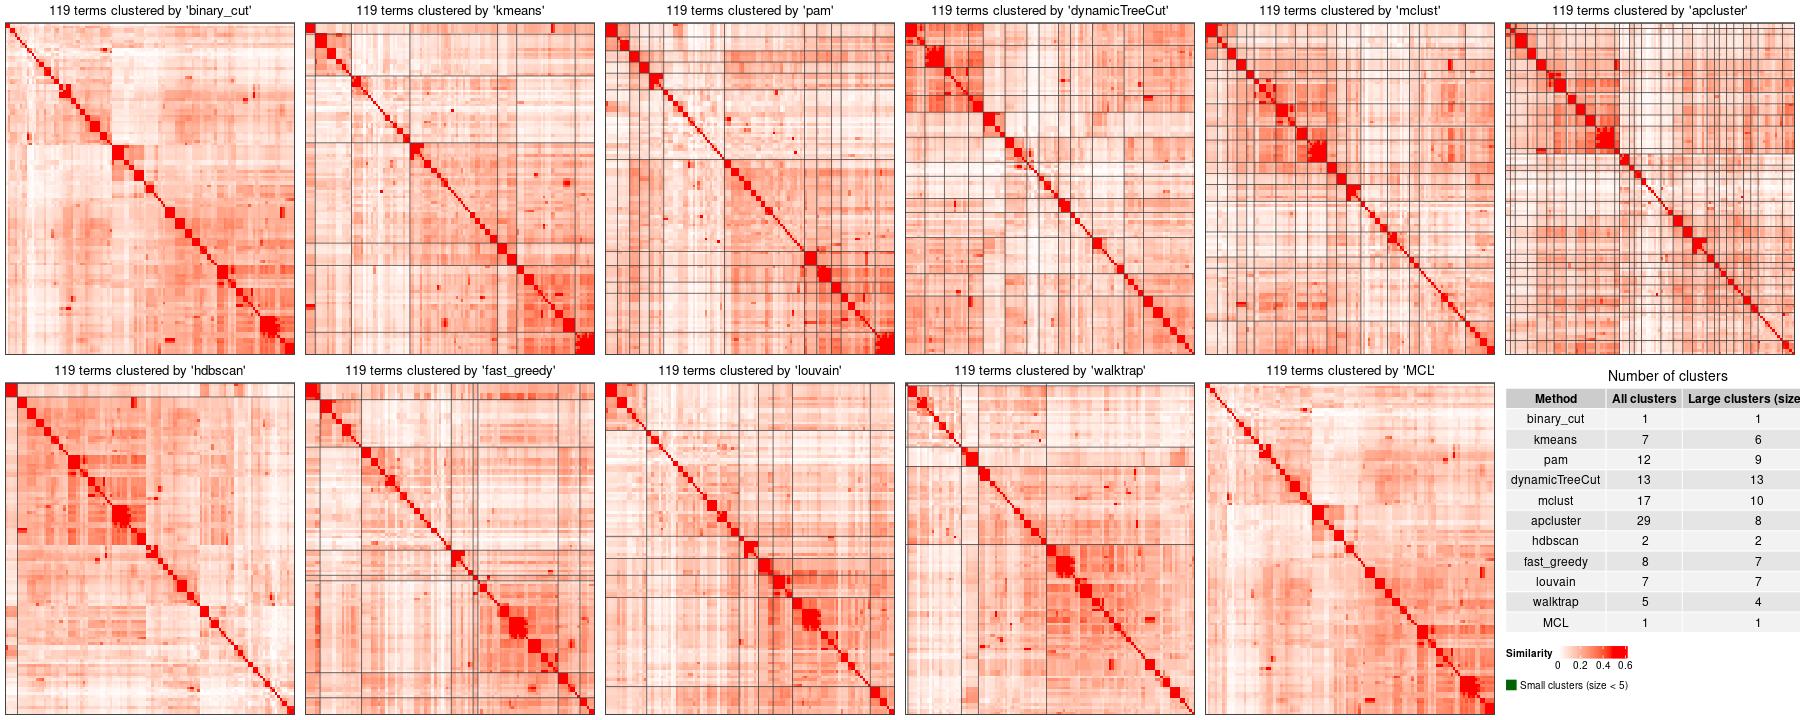 119 terms clustered by 'binary_cut'
119 terms clustered by 'kmeans'
119 terms clustered by 'pam'
119 terms clustered by 'dynamicTreeCut'
119 terms clustered by 'mclust'
119 terms clustered by 'apcluster'
119 terms clustered by 'hdbscan'
119 terms clustered by 'fast_greedy'
119 terms clustered by 'louvain'
119 terms clustered by 'walktrap'
119 terms clustered by 'MCL'
Number of clusters
Method All clusters Large clusters (size
binary_cut 1 1
kmeans 7 6
pam 12 9
dynamicTreeCut 13 13
mclust 17 10
apcluster 29 8
hdbscan 2 2
fast_greedy 8 7
louvain 7 7
walktrap 5 4
MCL 1 1
Similarity
0 0.2 0.4 0.6
Small clusters (size < 5)